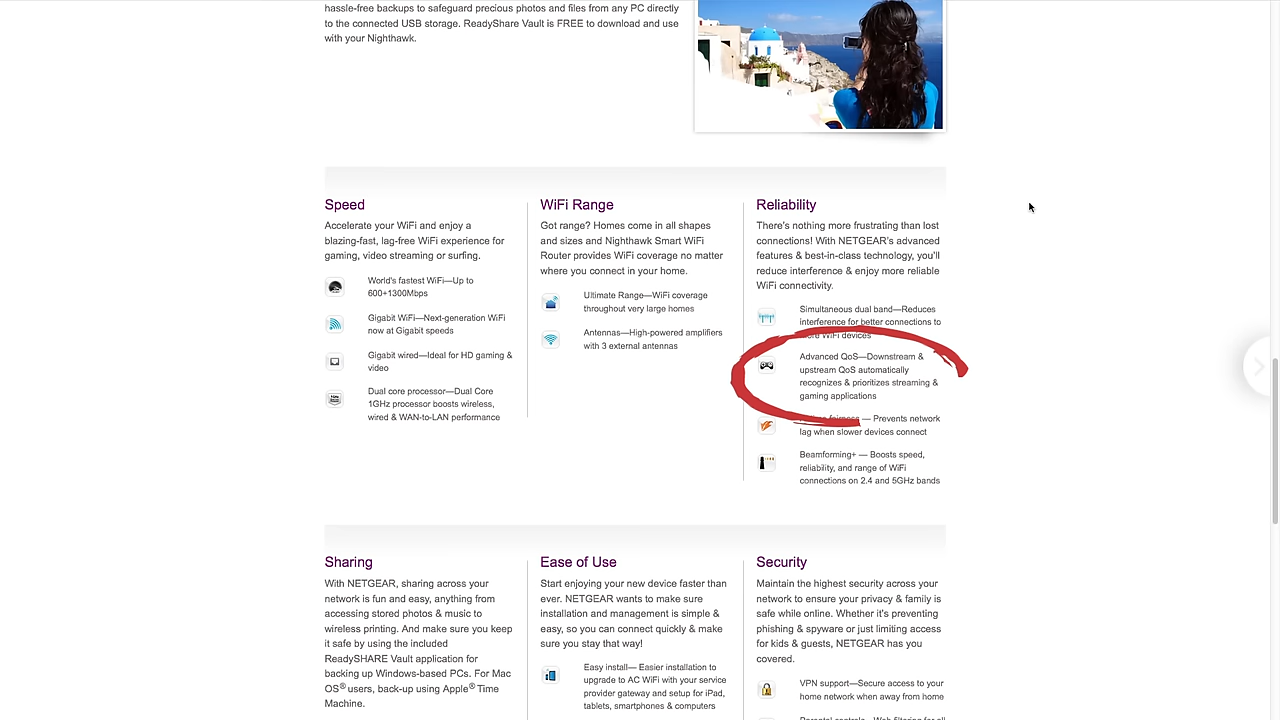 hassle-free backups to safeguard precious photos and files from any PC directly
to the connected USB storage. ReadyShare Vault is FREE to download and use
with your Nighthawk.
Speed
Accelerate your WiFi and enjoy a
blazing-fast, lag-free WiFi experience for
gaming, video streaming or surfing.
World's fastest WiFi—Up to
600+1300Mbps
Gigabit WiFi—Next-generation WiFi
now at Gigabit speeds
Gigabit wired—Ideal for HD gaming &
video
Dual core processor—Dual Core
1GHz processor boosts wireless,
wired & WAN-to-LAN performance
WiFi Range
Got range? Homes come in all shapes
and sizes and Nighthawk Smart WiFi
Router provides WiFi coverage no matter
where you connect in your home.
Ultimate Range—WiFi coverage
throughout very large homes
Antennas—High-powered amplifiers
with 3 external antennas
Reliability
There's nothing more frustrating than lost
connections! With NETGEAR's advanced
features & best-in-class technology, you'll
reduce interference & enjoy more reliable
WiFi connectivity.
Simultaneous dual band—Reduces
interference for better connections to
more WiFi devices
Advanced QoS—Downstream &
upstream QoS automatically
recognizes & prioritizes streaming &
gaming applications
fairness — Prevents network
lag when slower devices connect
Beamforming+ — Boosts speed,
reliability, and range of WiFi
connections on 2.4 and 5GHz bands
Sharing
With NETGEAR, sharing across your
network is fun and easy, anything from
accessing stored photos & music to
wireless printing. And make sure you keep
it safe by using the included
ReadySHARE Vault application for
backing up Windows-based PCs. For Mac
OS® users, back-up using Apple® Time
Machine.
Ease of Use
Start enjoying your new device faster than
ever. NETGEAR wants to make sure
installation and management is simple &
easy, so you can connect quickly & make
sure you stay that way!
Easy install— Easier installation to
upgrade to AC WiFi with your service
provider gateway and setup for iPad,
tablets, smartphones & computers
Security
Maintain the highest security across your
network to ensure your privacy & family is
safe while online. Whether it's preventing
phishing & spyware or just limiting access
for kids & guests, NETGEAR has you
covered.
VPN support—Secure access to your
home network when away from home